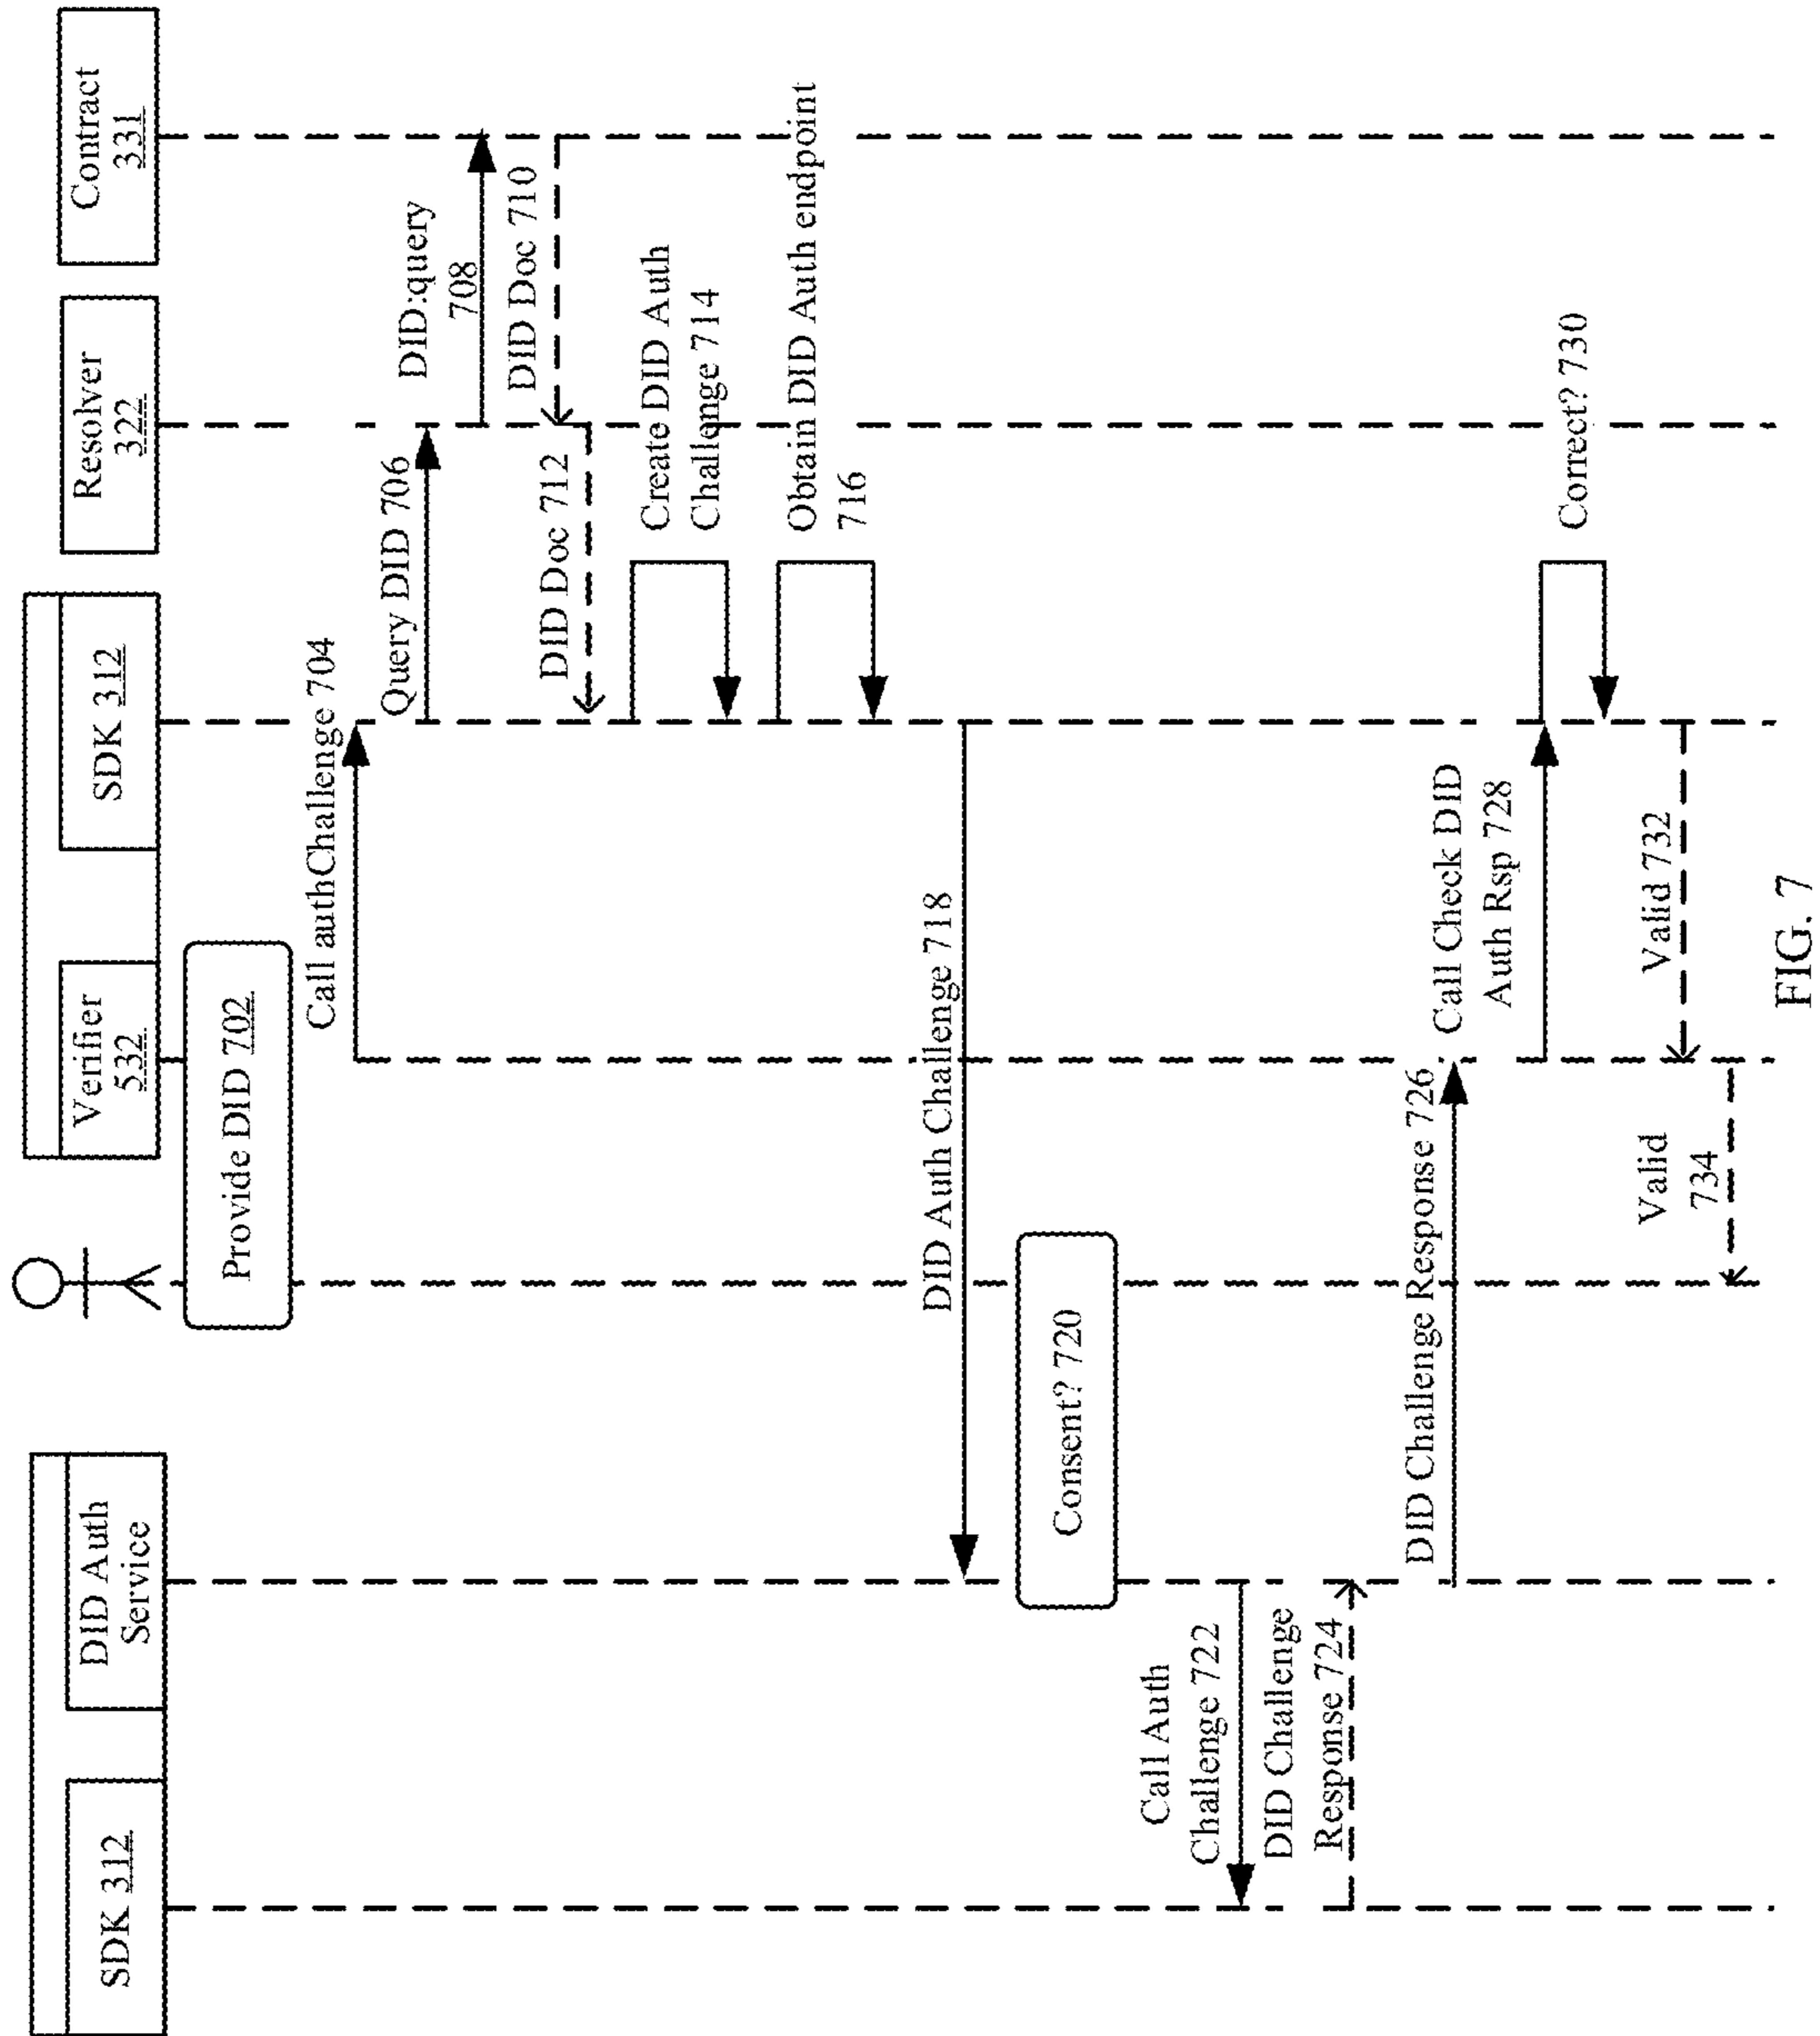 SDK 312
DID Auth
Service
Verifier
532
SDK 312
Resolver
322
Contract
331
Provide DID 702
Call authChallenge 704
Query DID 706
DID:query
708
DID Doc 710
DID Doc 712
Create DID Auth
Challenge 714
Obtain DID Auth endpoint
716
DID Auth Challenge 718
Consent? 720
Call Auth
Challenge 722
DID Challenge
Response 724
DID Challenge Response 726
Call Check DID
Auth Rsp 728
Correct? 730
Valid 732
Valid
734
FIG. 7